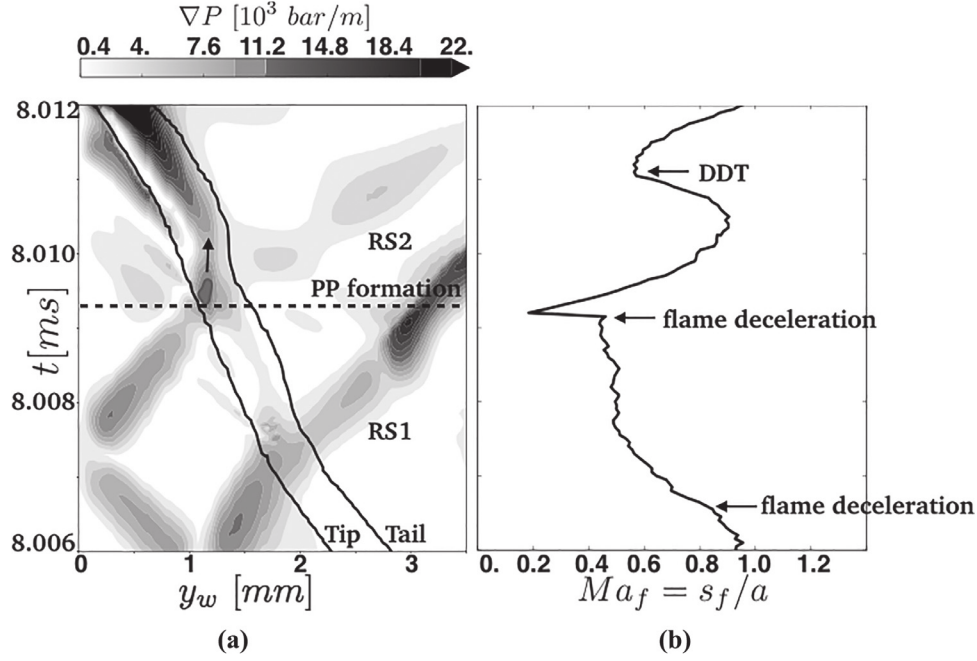 ∇P [10³ bar/m]
0.4 4. 7.6 11.2 14.8 18.4 22.
8.012
8.010
8.008
8.006
t[ms]
RS2
PP formation
RS1
Tip Tail
0 1 2 3
y_w [mm]
(a)
DDT
flame deceleration
flame deceleration
0. 0.2 0.4 0.6 0.8 1.0 1.2
Ma_f = s_f/a
(b)